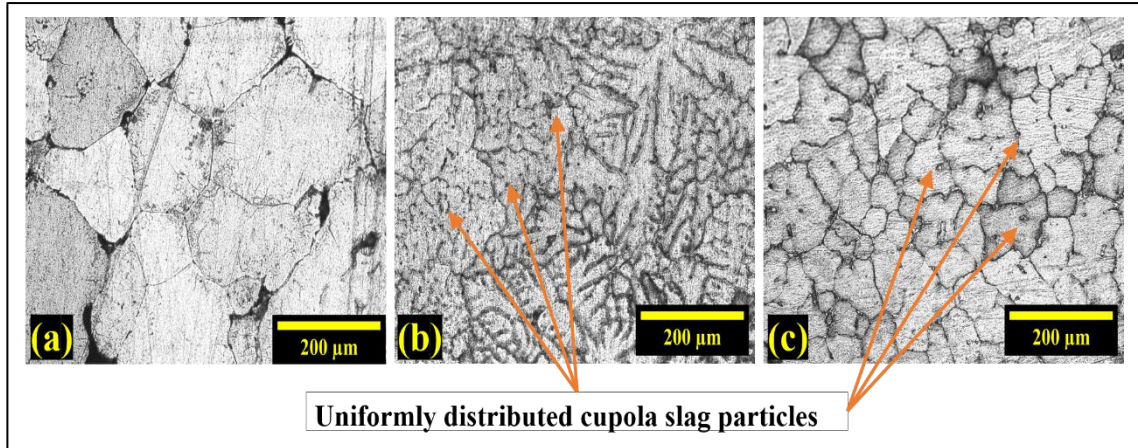 (a)
200 µm
(b)
200 µm
(c)
200 µm
Uniformly distributed cupola slag particles